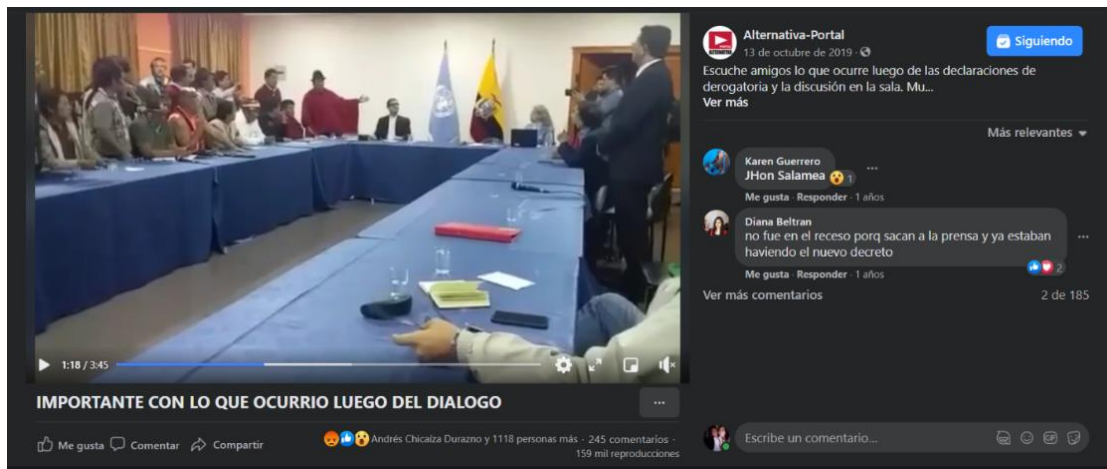 Alternativa-Portal
13 de octubre de 2019
Siguiendo
Escuche amigos lo que ocurre luego de las declaraciones de
derogatoria y la discusión en la sala. Mu...
Ver más
Más relevantes
Karen Guerrero
JHon Salamea 1
Me gusta · Responder · 1 años
Diana Beltran
no fue en el receso porq sacan a la prensa y ya estaban
haviendo el nuevo decreto
2
Me gusta · Responder · 1 años
Ver más comentarios 2 de 185
1:18 / 3:45
IMPORTANTE CON LO QUE OCURRIO LUEGO DEL DIALOGO
Me gusta Comentar Compartir
Andrés Chicaiza Durazno y 1118 personas más · 245 comentarios ·
159 mil reproducciones
Escribe un comentario...
GIF